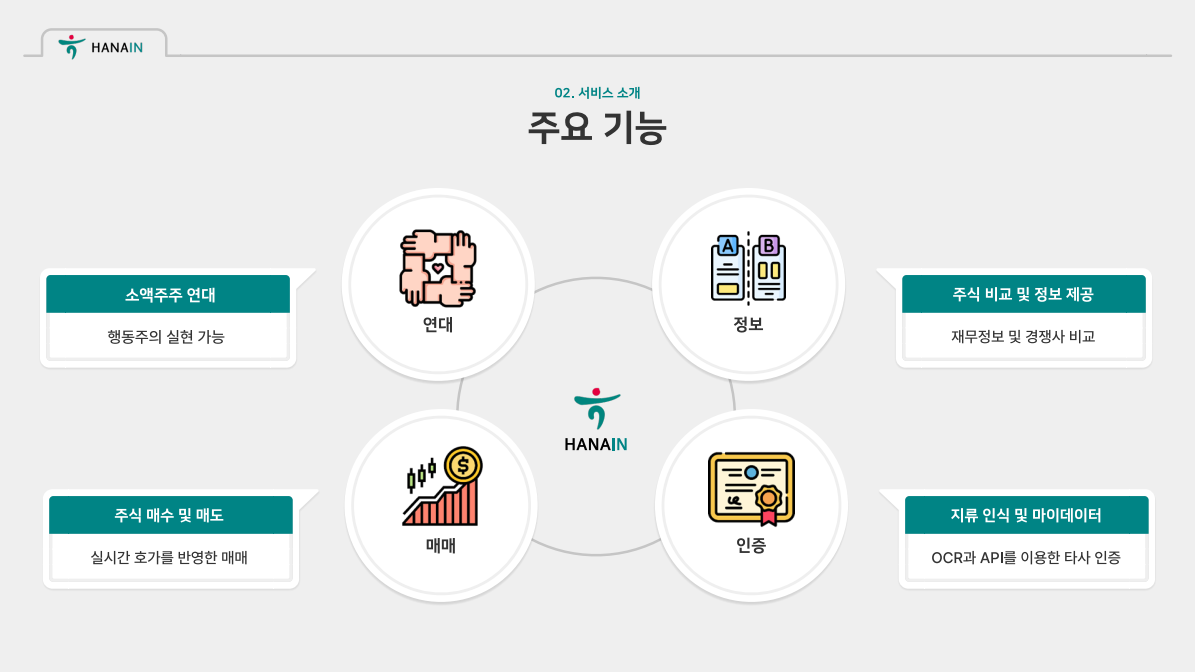 HANAIN
02. 서비스 소개
주요 기능
소액주주 연대
행동주의 실현 가능
연대
A B
정보
주식 비교 및 정보 제공
재무정보 및 경쟁사 비교
HANAIN
주식 매수 및 매도
실시간 호가를 반영한 매매
$
매매
인증
지류 인식 및 마이데이터
OCR과 API를 이용한 타사 인증